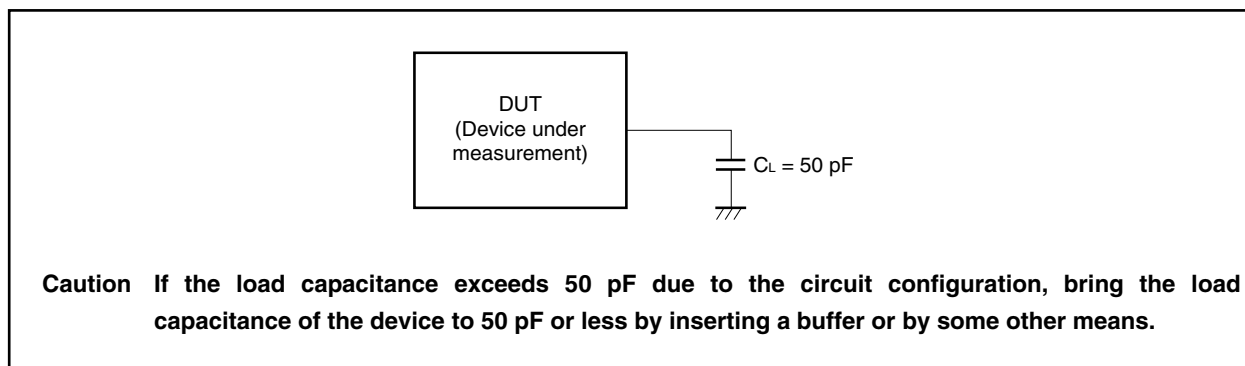 DUT
(Device under
measurement)
CL = 50 pF
Caution If the load capacitance exceeds 50 pF due to the circuit configuration, bring the load
capacitance of the device to 50 pF or less by inserting a buffer or by some other means.